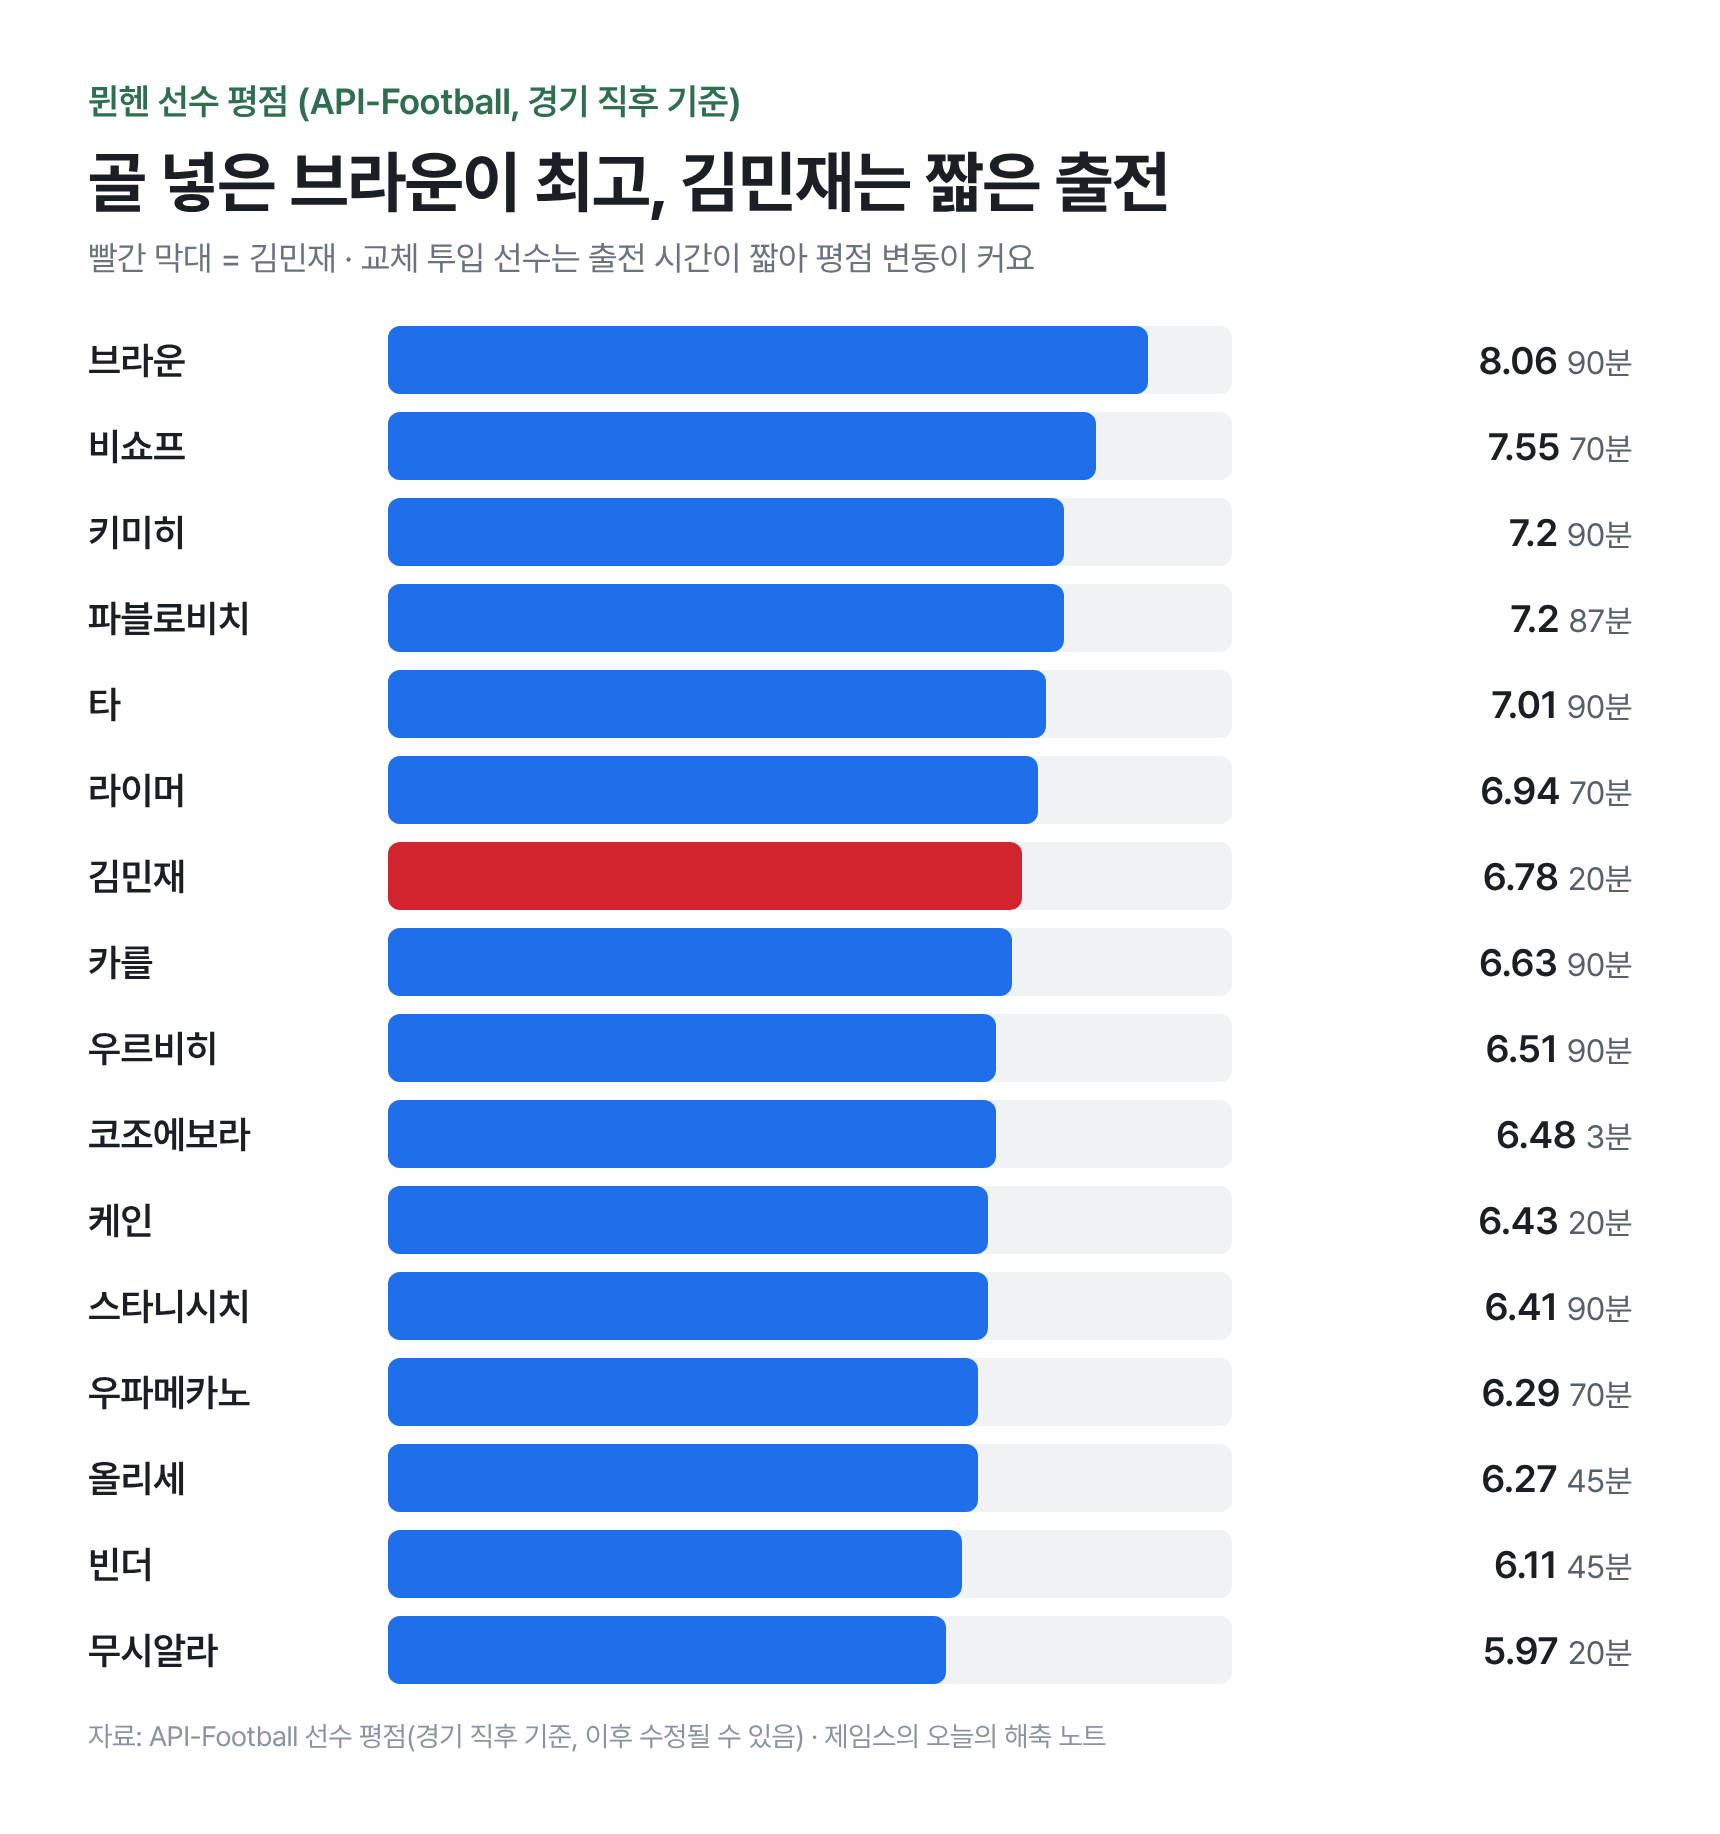 뮌헨 선수 평점 (API-Football, 경기 직후 기준)
골 넣은 브라운이 최고, 김민재는 짧은 출전
빨간 막대 = 김민재 · 교체 투입 선수는 출전 시간이 짧아 평점 변동이 커요
브라운 8.06 90분
비쇼프 7.55 70분
키미히 7.2 90분
파블로비치 7.2 87분
타 7.01 90분
라이머 6.94 70분
김민재 6.78 20분
카를 6.63 90분
우르비히 6.51 90분
코조에보라 6.48 3분
케인 6.43 20분
스타니시치 6.41 90분
우파메카노 6.29 70분
올리세 6.27 45분
빈더 6.11 45분
무시알라 5.97 20분
자료: API-Football 선수 평점(경기 직후 기준, 이후 수정될 수 있음) · 제임스의 오늘의 해축 노트